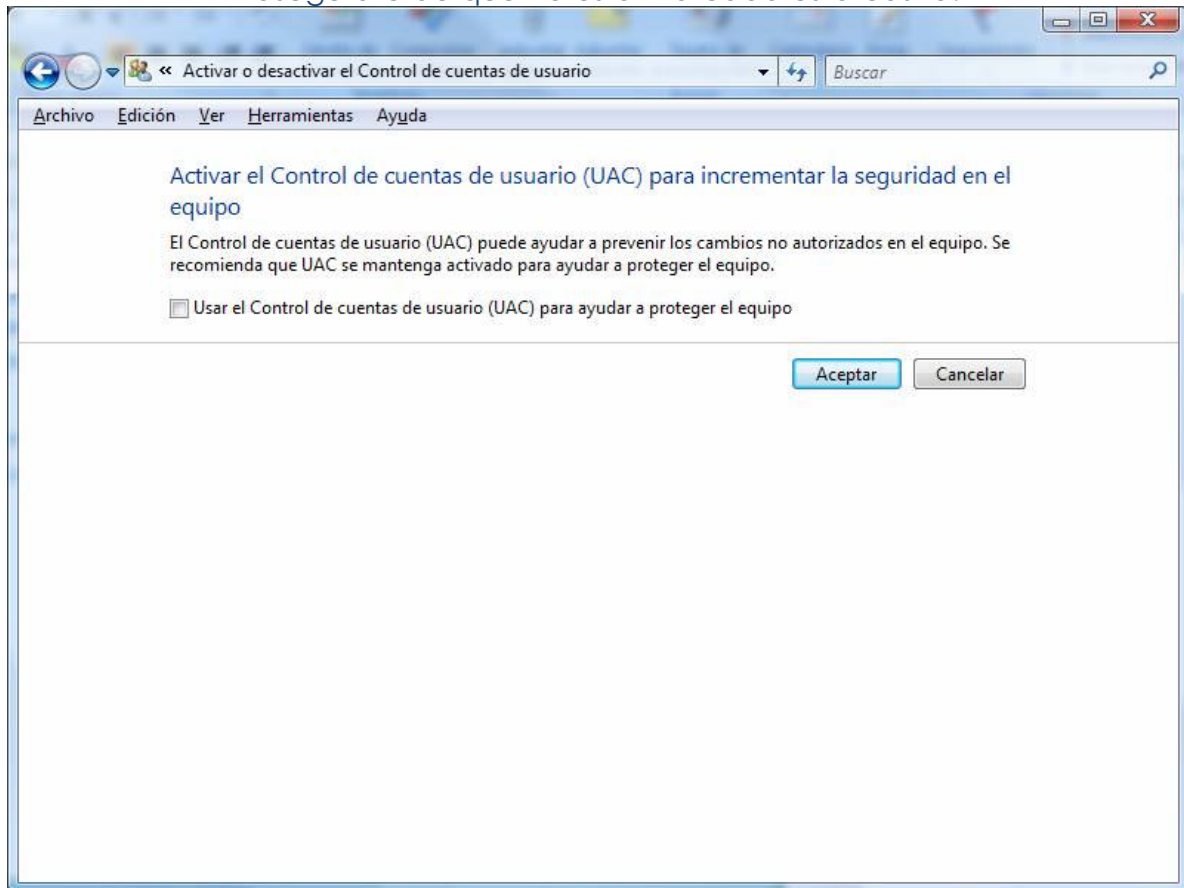 « Activar o desactivar el Control de cuentas de usuario
Buscar
Archivo Edición Ver Herramientas Ayuda
Activar el Control de cuentas de usuario (UAC) para incrementar la seguridad en el
equipo
El Control de cuentas de usuario (UAC) puede ayudar a prevenir los cambios no autorizados en el equipo. Se
recomienda que UAC se mantenga activado para ayudar a proteger el equipo.
Usar el Control de cuentas de usuario (UAC) para ayudar a proteger el equipo
Aceptar Cancelar